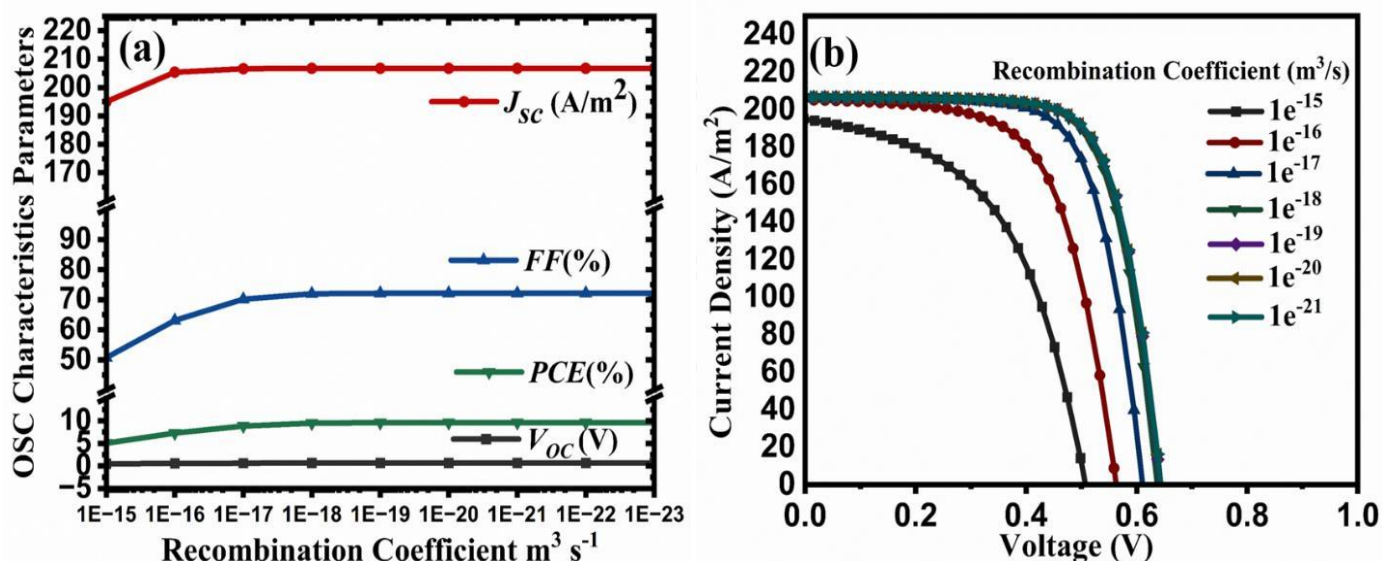 (a)
OSC Characteristics Parameters
220
210
200
190
180
170
90
80
70
60
50
10
5
0
−5
J_SC (A/m²)
FF(%)
PCE(%)
V_OC (V)
1E−15 1E−16 1E−17 1E−18 1E−19 1E−20 1E−21 1E−22 1E−23
Recombination Coefficient m³ s⁻¹
(b)
Current Density (A/m²)
240
220
200
180
160
140
120
100
80
60
40
20
0
Recombination Coefficient (m³/s)
1e⁻¹⁵
1e⁻¹⁶
1e⁻¹⁷
1e⁻¹⁸
1e⁻¹⁹
1e⁻²⁰
1e⁻²¹
0.0 0.2 0.4 0.6 0.8 1.0
Voltage (V)